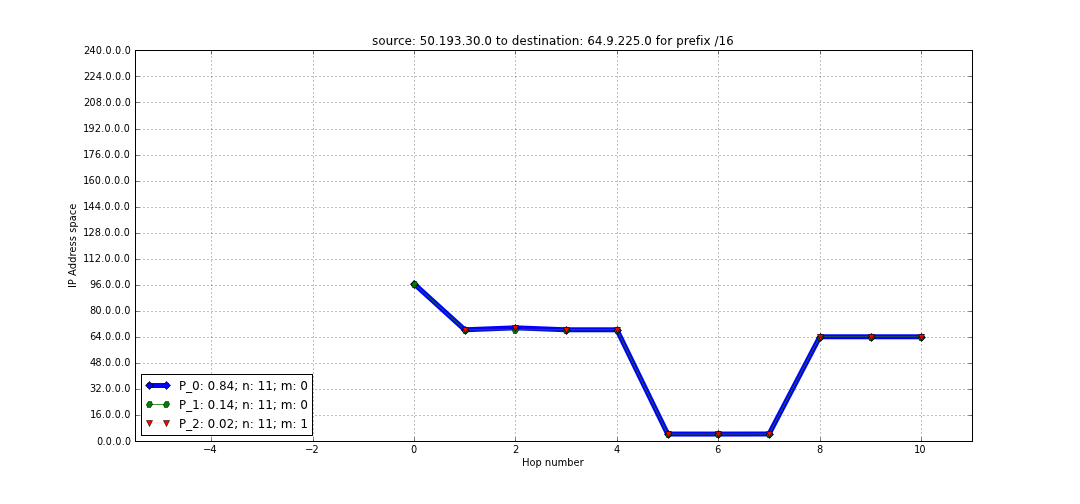 source: 50.193.30.0 to destination: 64.9.225.0 for prefix /16
240.0.0.0
224.0.0.0
208.0.0.0
192.0.0.0
176.0.0.0
160.0.0.0
144.0.0.0
128.0.0.0
112.0.0.0
96.0.0.0
80.0.0.0
64.0.0.0
48.0.0.0
32.0.0.0
16.0.0.0
0.0.0.0
IP Address space
P_0: 0.84; n: 11; m: 0
P_1: 0.14; n: 11; m: 0
P_2: 0.02; n: 11; m: 1
−4 −2 0 2 4 6 8 10
Hop number